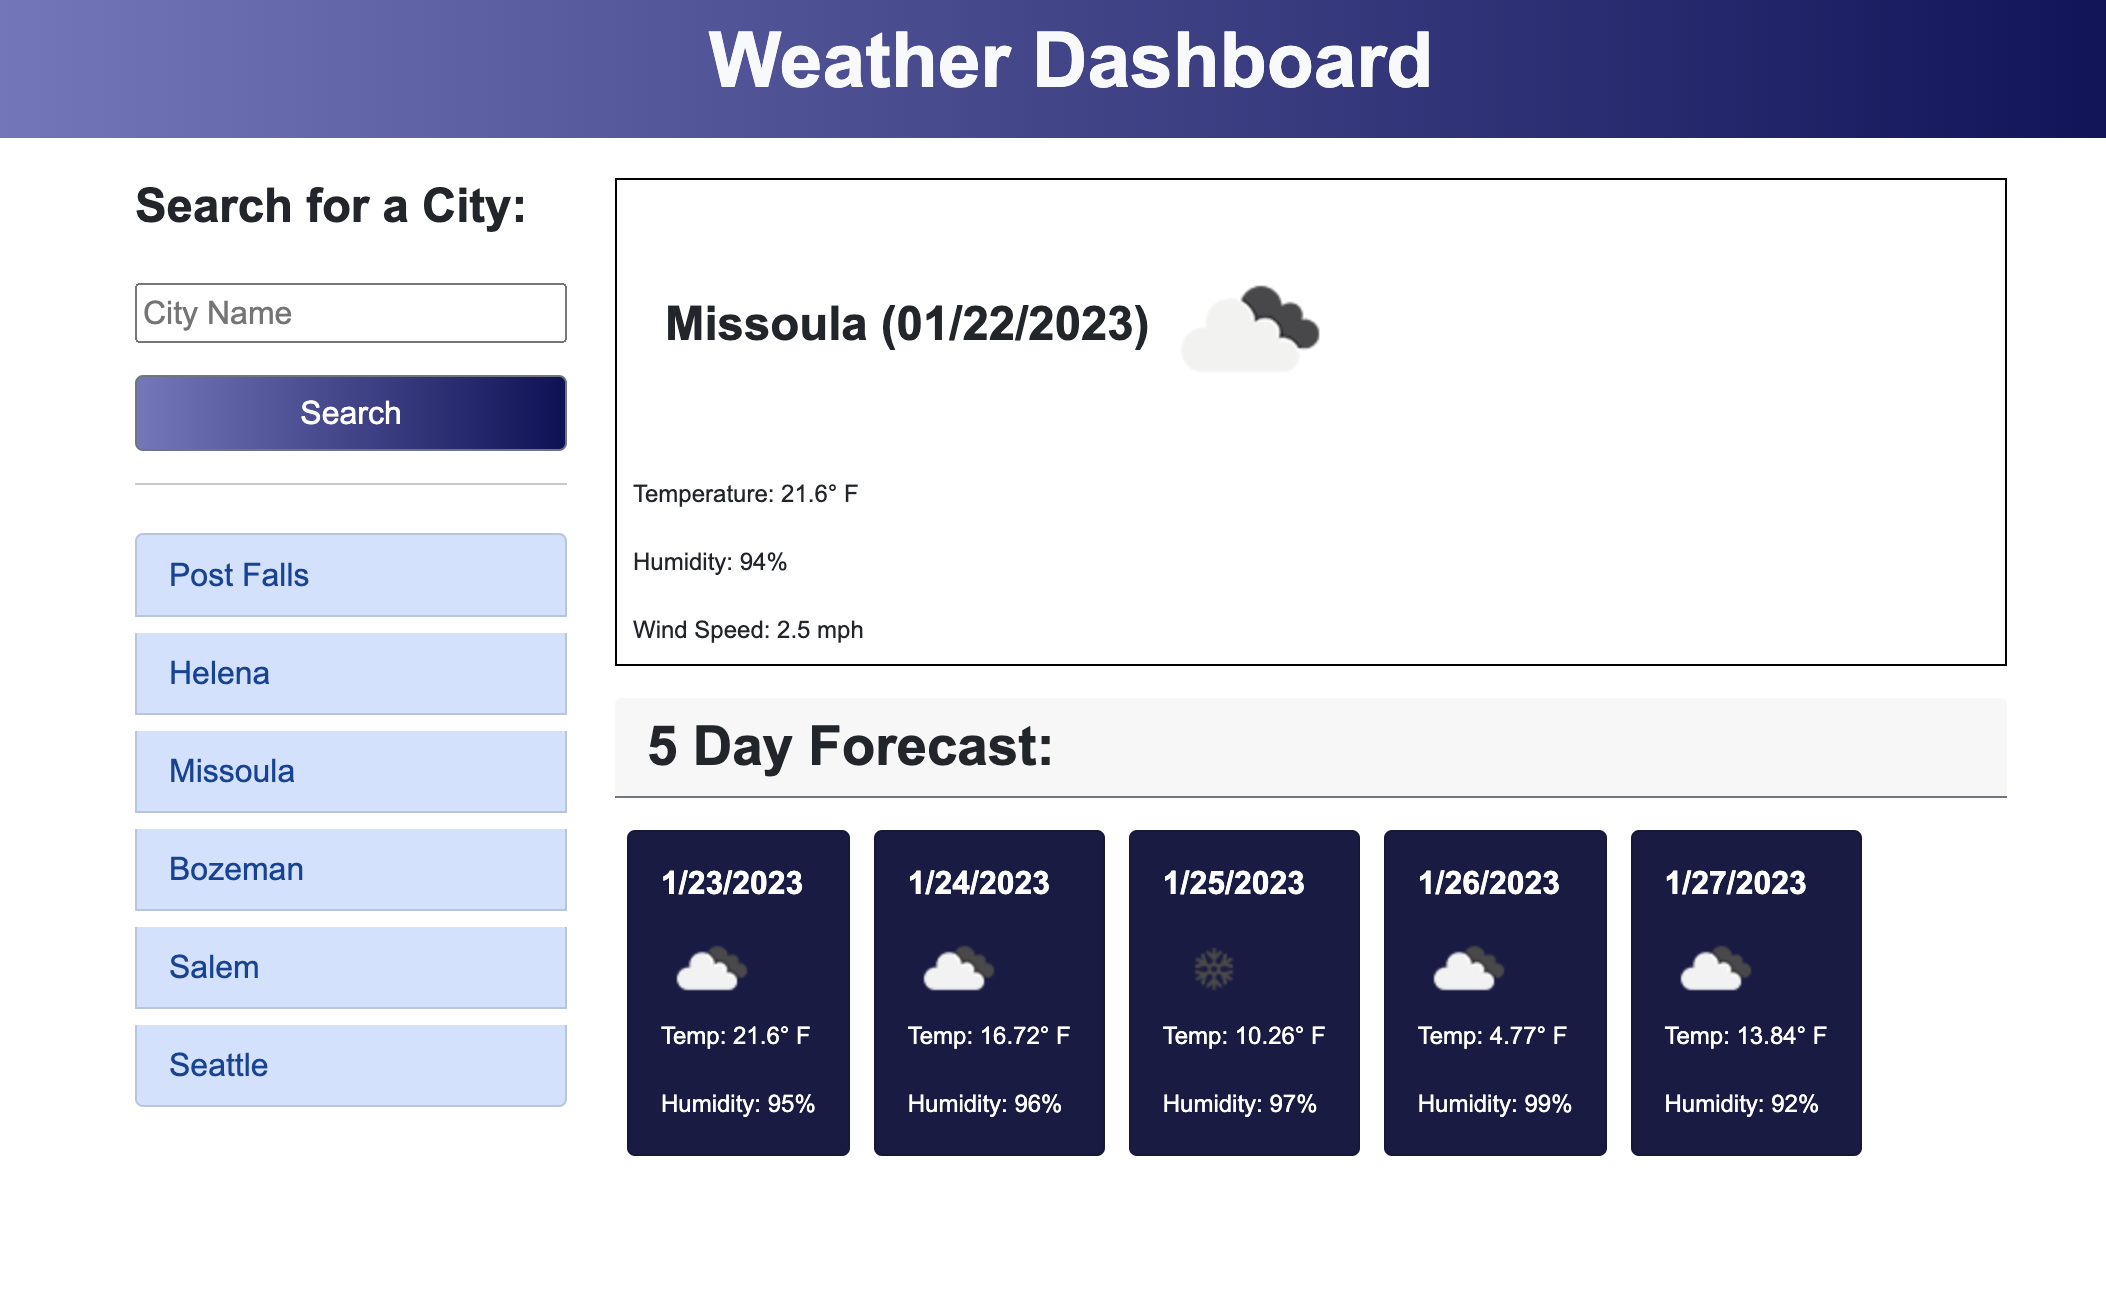 Weather Dashboard
Search for a City:
City Name
Search
Post Falls
Helena
Missoula
Bozeman
Salem
Seattle
Missoula (01/22/2023)
Temperature: 21.6° F
Humidity: 94%
Wind Speed: 2.5 mph
5 Day Forecast:
1/23/2023
Temp: 21.6° F
Humidity: 95%
1/24/2023
Temp: 16.72° F
Humidity: 96%
1/25/2023
Temp: 10.26° F
Humidity: 97%
1/26/2023
Temp: 4.77° F
Humidity: 99%
1/27/2023
Temp: 13.84° F
Humidity: 92%